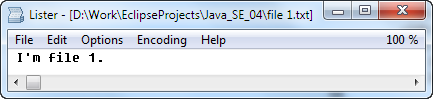 Lister - [D:\Work\EclipseProjects\Java_SE_04\file 1.txt]
File Edit Options Encoding Help 100 %
I'm file 1.